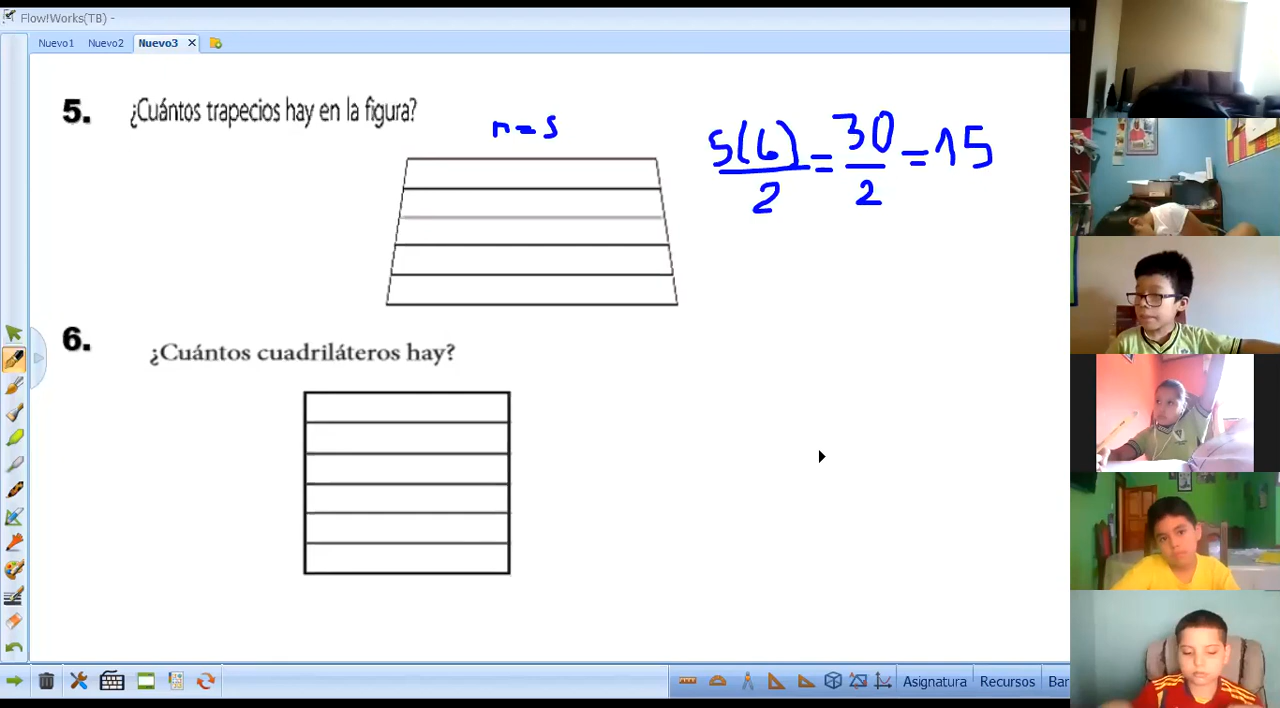 Flow!Works(TB) -
Nuevo1 Nuevo2 Nuevo3
5. ¿Cuántos trapecios hay en la figura?
n = 5
5(6)/2 = 30/2 = 15
6. ¿Cuántos cuadriláteros hay?
Asignatura Recursos Bar